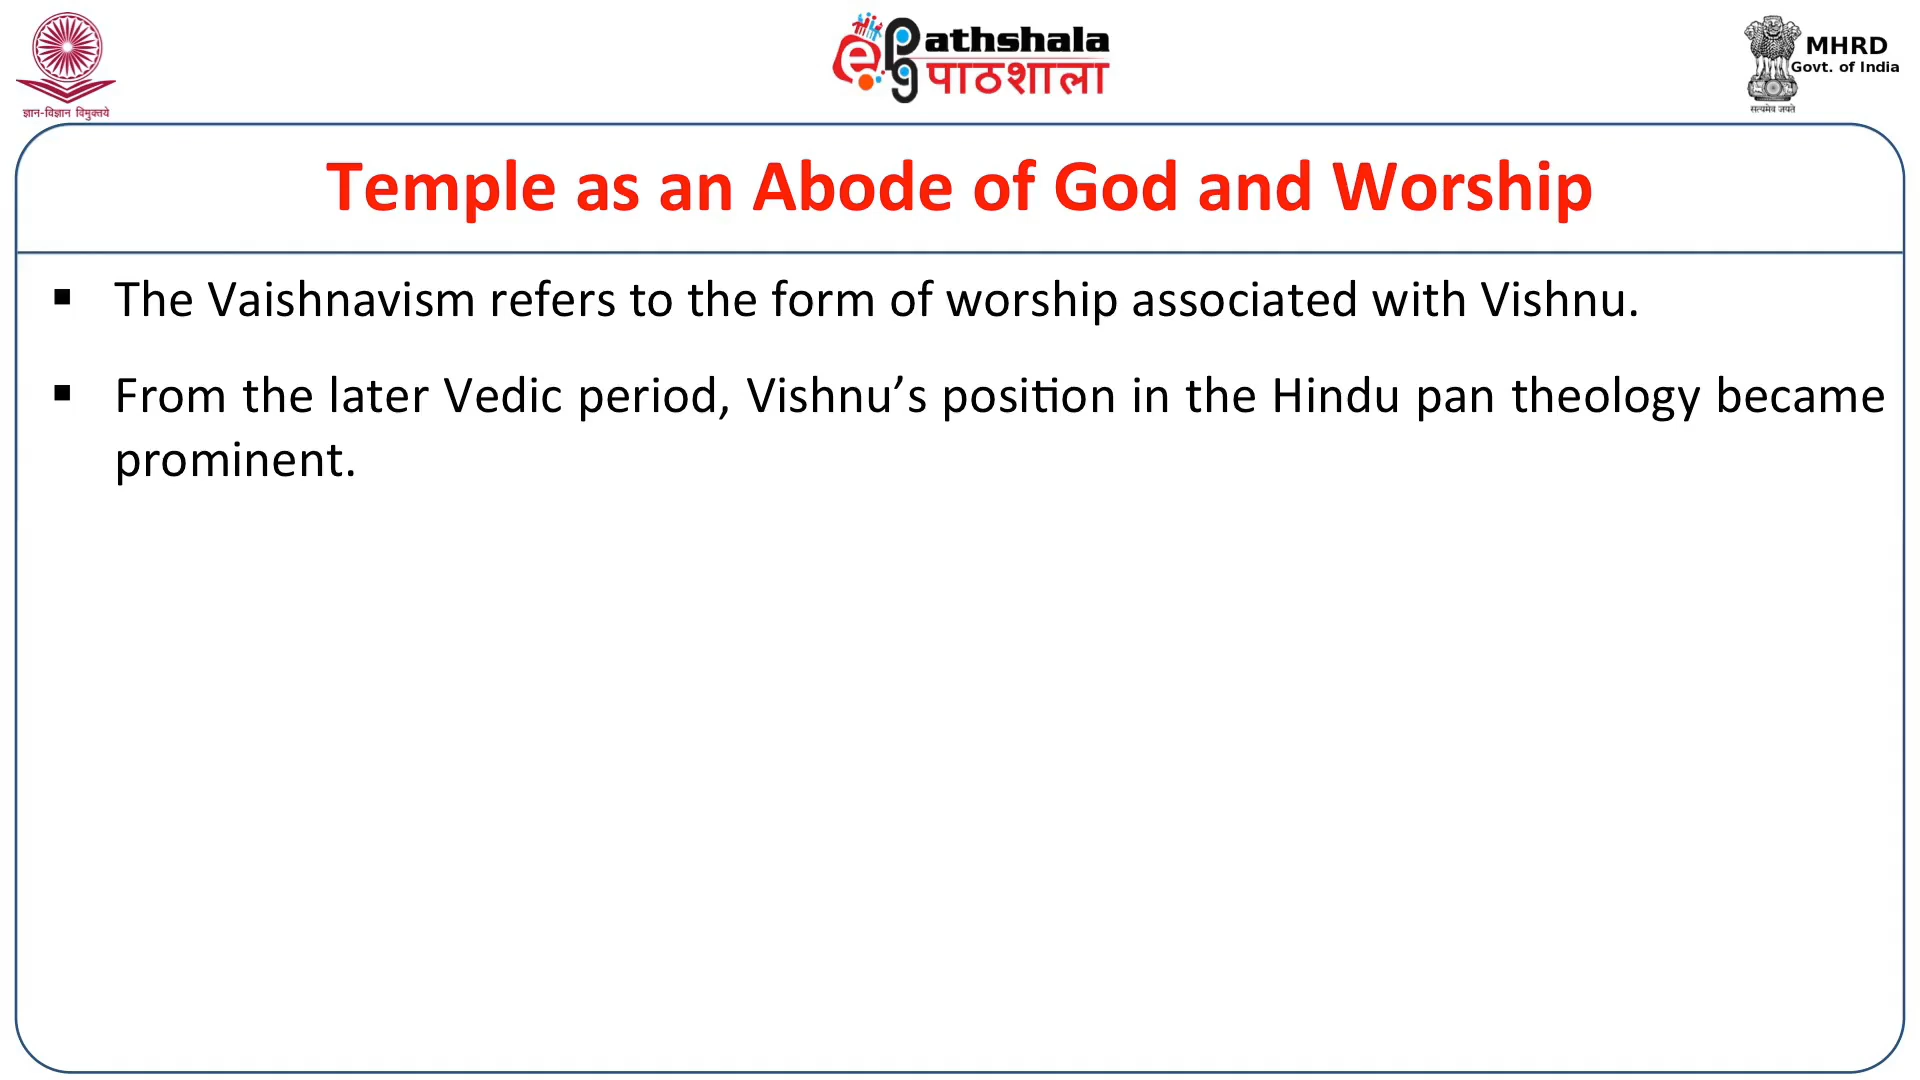 ज्ञान-विज्ञान विमुक्तये
ePathshala
पाठशाला
pg
MHRD
Govt. of India
सत्यमेव जयते
Temple as an Abode of God and Worship
▪ The Vaishnavism refers to the form of worship associated with Vishnu.
▪ From the later Vedic period, Vishnu’s position in the Hindu pan theology became
prominent.